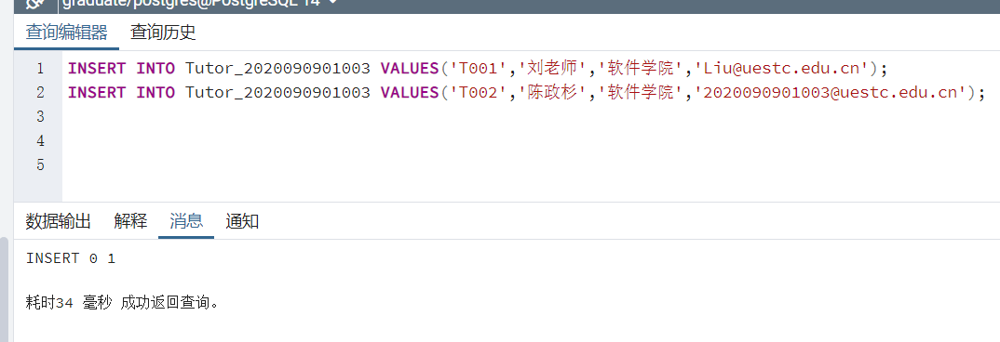 graduate/postgres@PostgreSQL 14
查询编辑器 查询历史
1 INSERT INTO Tutor_2020090901003 VALUES('T001','刘老师','软件学院','Liu@uestc.edu.cn');
2 INSERT INTO Tutor_2020090901003 VALUES('T002','陈政杉','软件学院','2020090901003@uestc.edu.cn');
3
4
5
数据输出 解释 消息 通知
INSERT 0 1
耗时34 毫秒 成功返回查询。